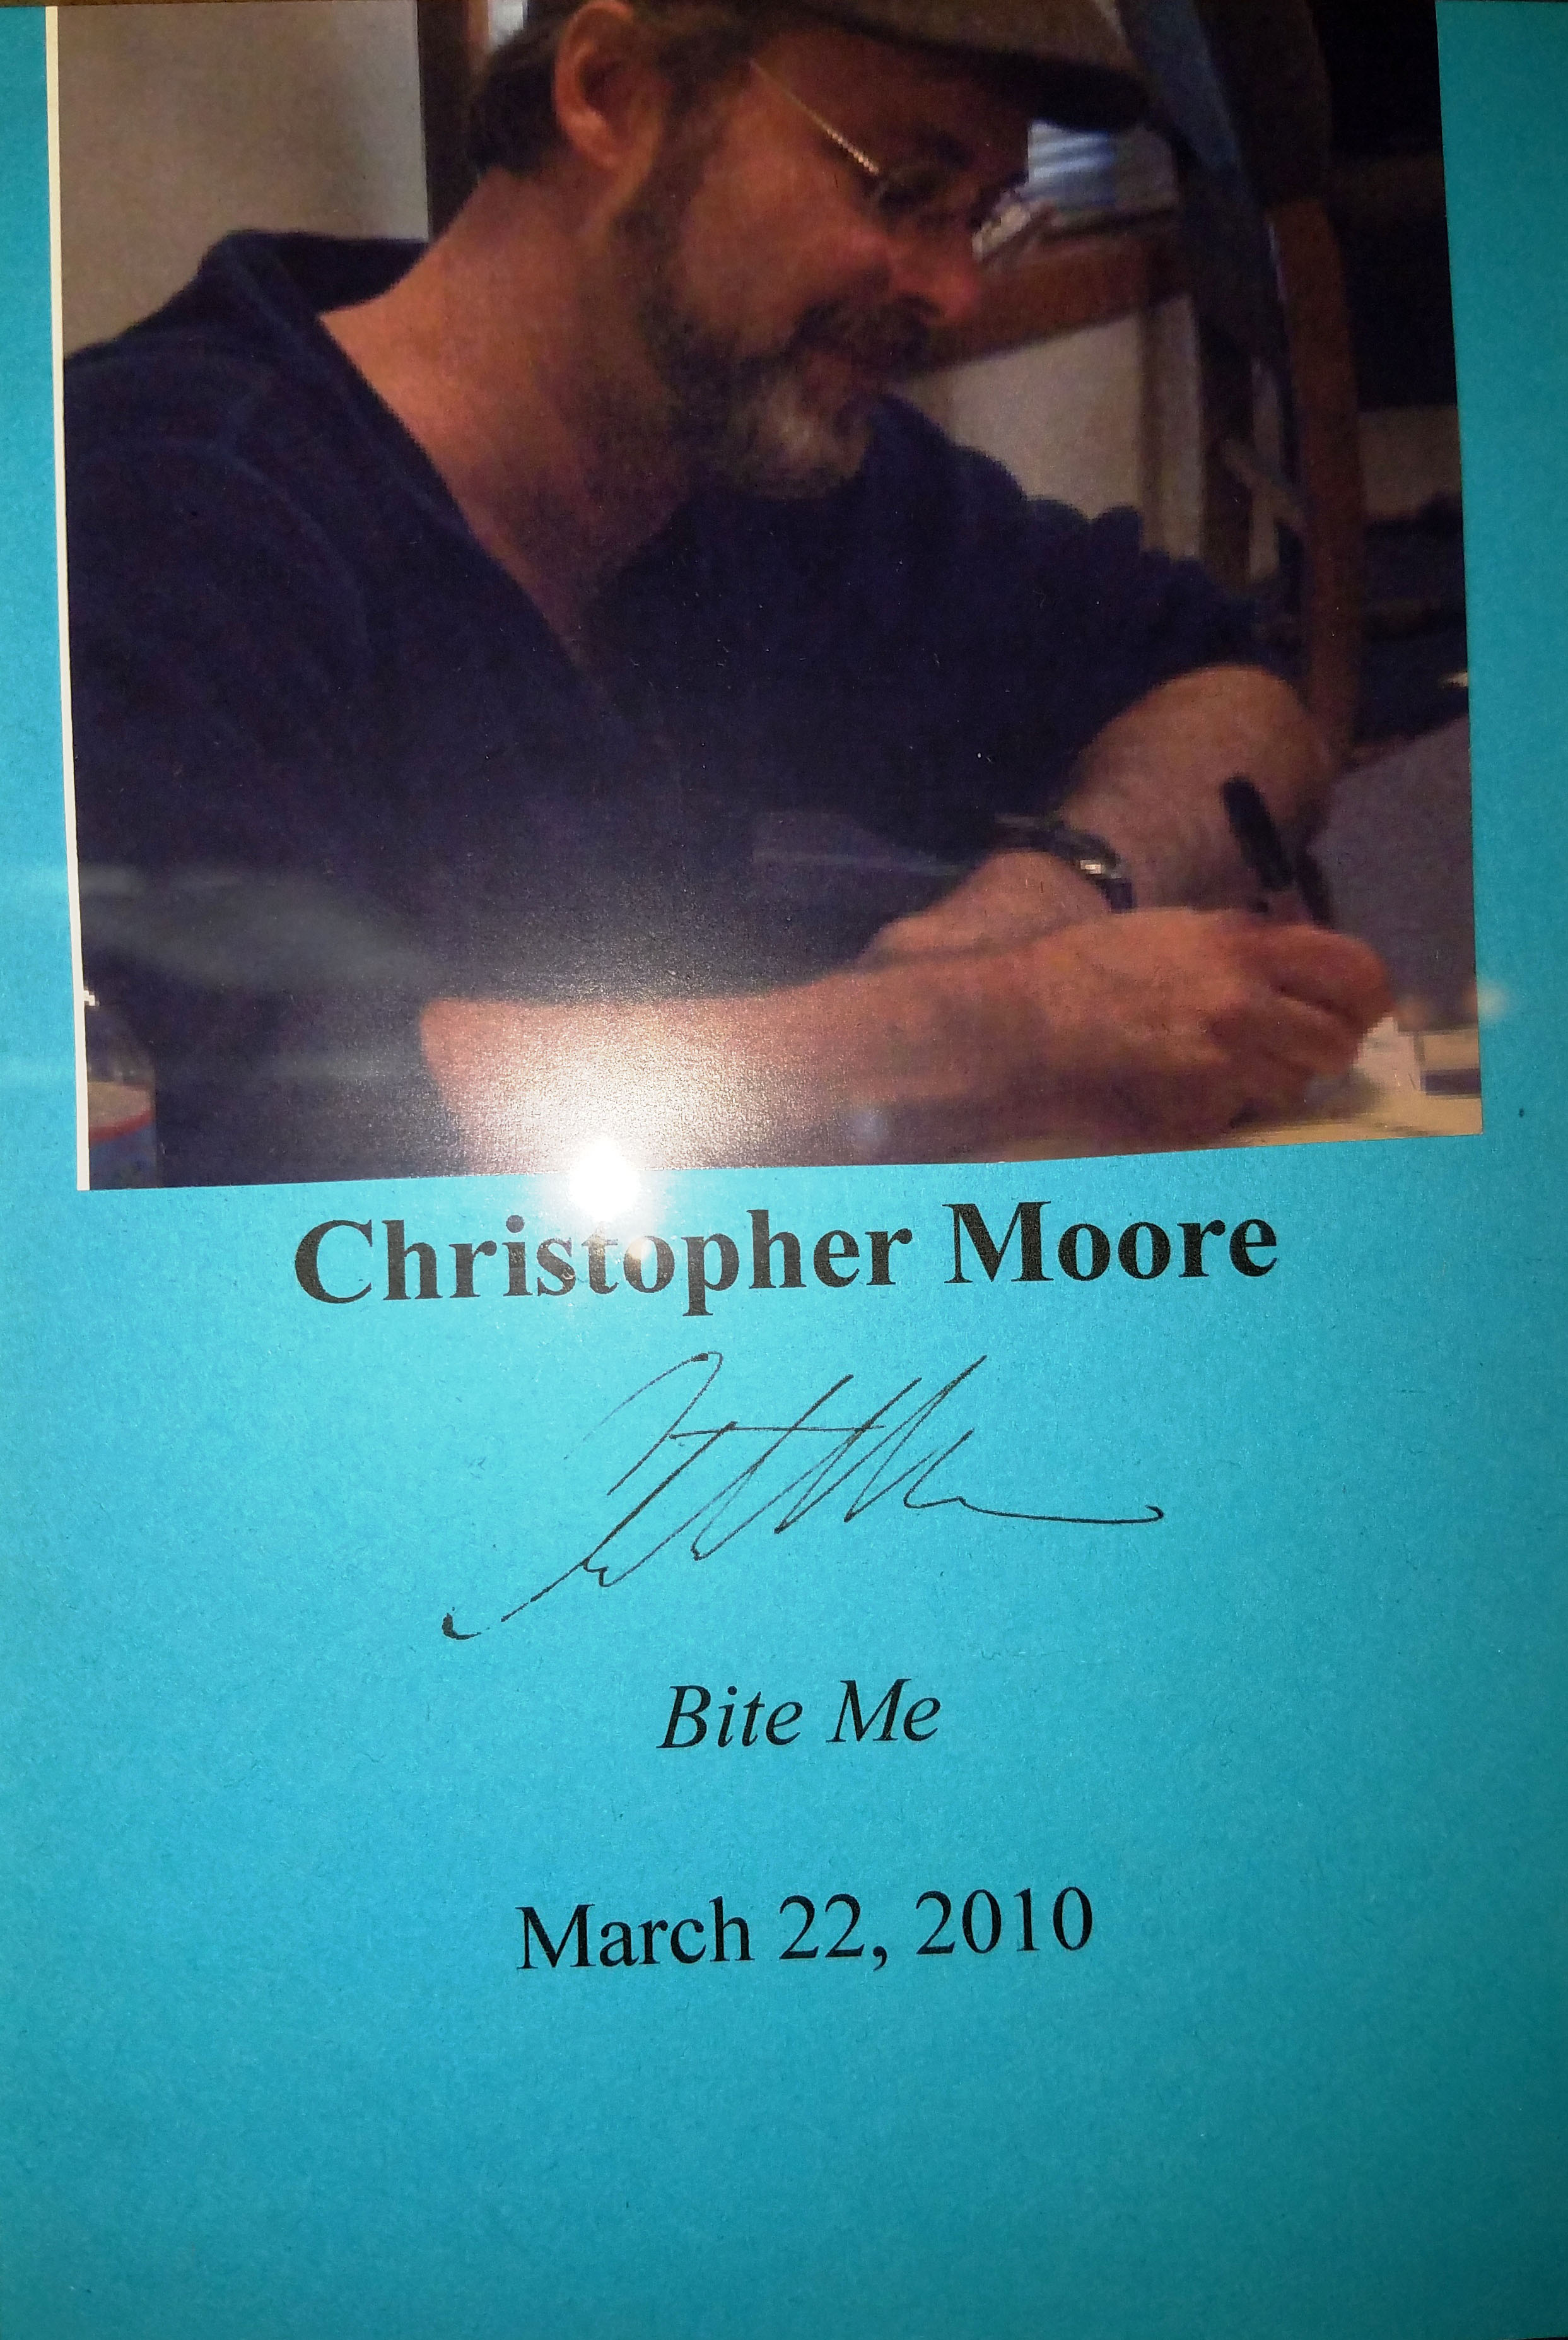 Christopher Moore
Bite Me
March 22, 2010